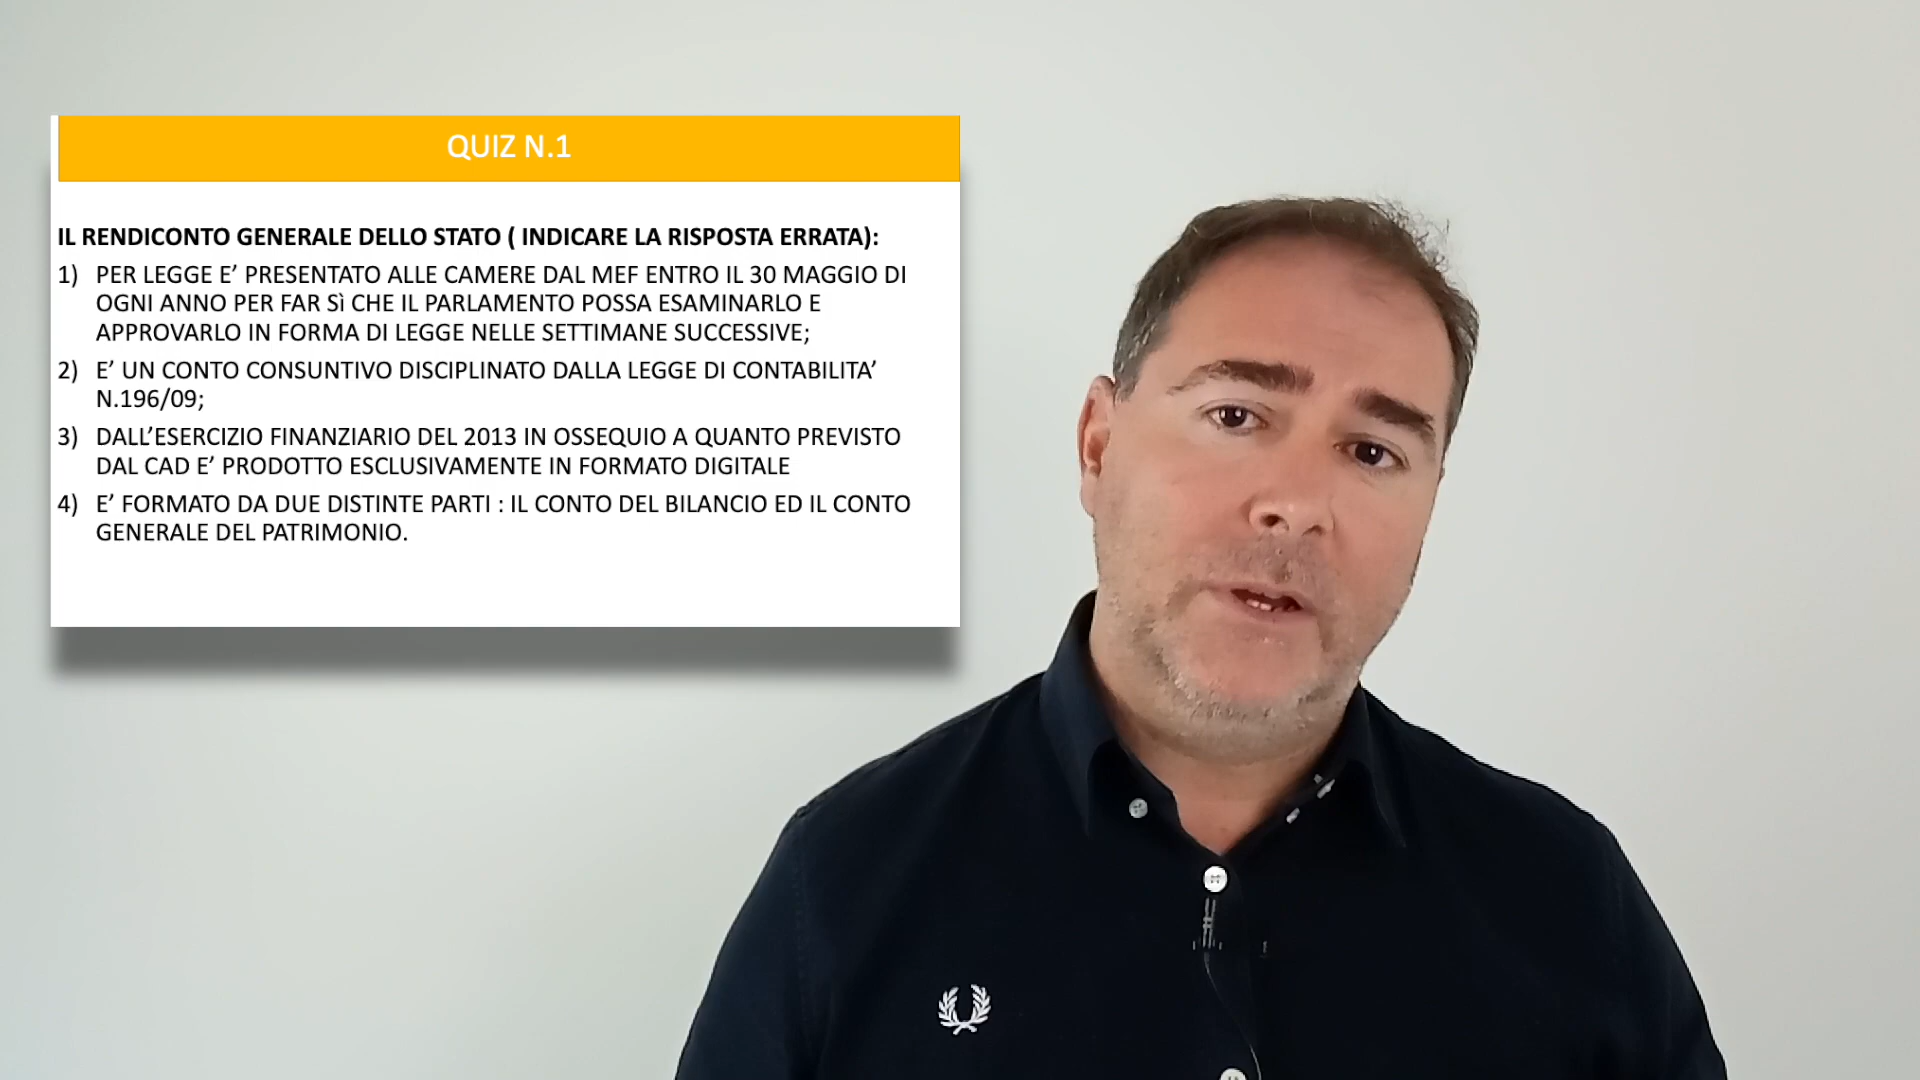 QUIZ N.1
IL RENDICONTO GENERALE DELLO STATO ( INDICARE LA RISPOSTA ERRATA):
1) PER LEGGE E’ PRESENTATO ALLE CAMERE DAL MEF ENTRO IL 30 MAGGIO DI
OGNI ANNO PER FAR Sì CHE IL PARLAMENTO POSSA ESAMINARLO E
APPROVARLO IN FORMA DI LEGGE NELLE SETTIMANE SUCCESSIVE;
2) E’ UN CONTO CONSUNTIVO DISCIPLINATO DALLA LEGGE DI CONTABILITA’
N.196/09;
3) DALL’ESERCIZIO FINANZIARIO DEL 2013 IN OSSEQUIO A QUANTO PREVISTO
DAL CAD E’ PRODOTTO ESCLUSIVAMENTE IN FORMATO DIGITALE
4) E’ FORMATO DA DUE DISTINTE PARTI : IL CONTO DEL BILANCIO ED IL CONTO
GENERALE DEL PATRIMONIO.